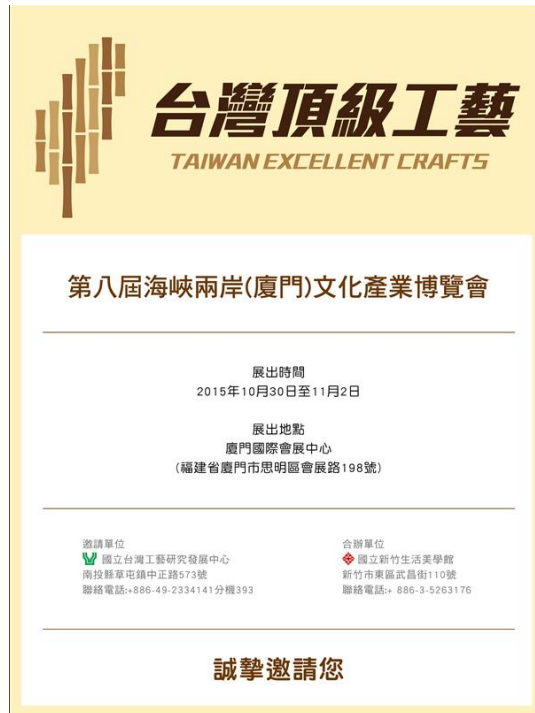 台灣頂級工藝
TAIWAN EXCELLENT CRAFTS
第八屆海峽兩岸(廈門)文化產業博覽會
展出時間
2015年10月30日至11月2日
展出地點
廈門國際會展中心
(福建省廈門市思明區會展路198號)
邀請單位
國立台灣工藝研究發展中心
南投縣草屯鎮中正路573號
聯絡電話:+886-49-2334141分機393
合辦單位
國立新竹生活美學館
新竹市東區武昌街110號
聯絡電話:+ 886-3-5263176
誠摯邀請您